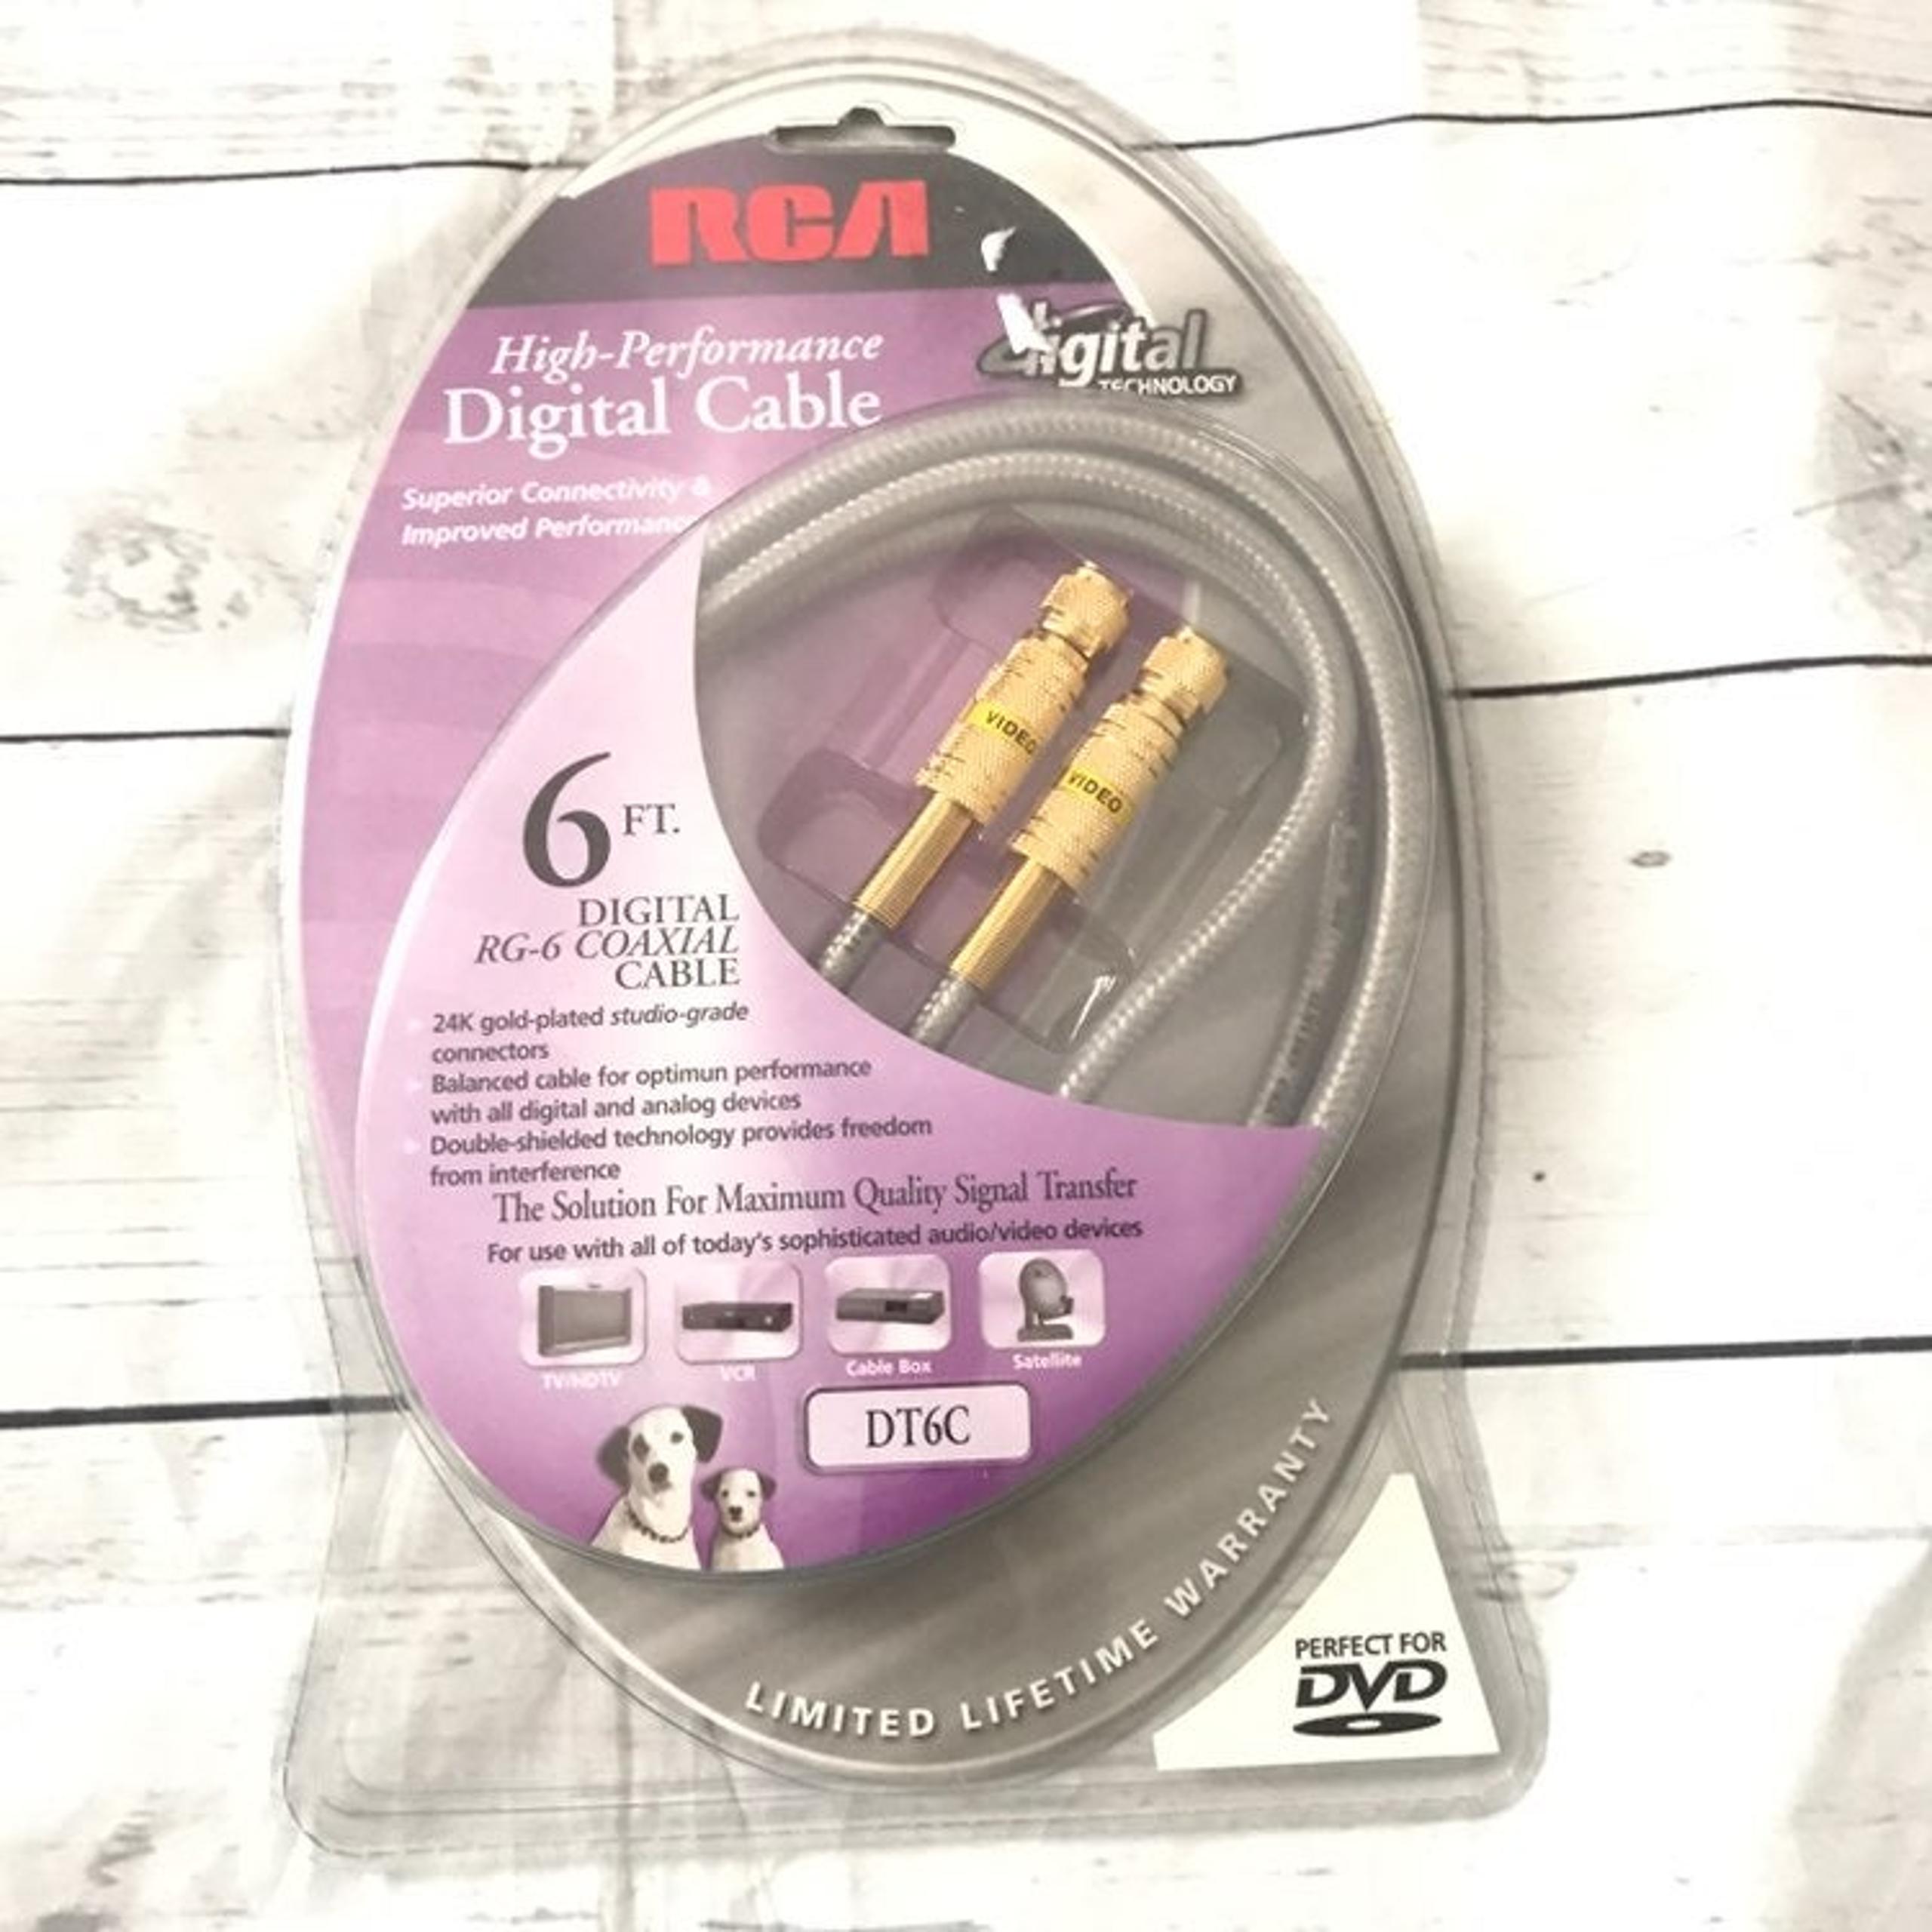 RCA
digital
TECHNOLOGY
High-Performance
Digital Cable
Superior Connectivity &
Improved Performance
VIDEO
VIDEO
6 FT.
DIGITAL
RG-6 COAXIAL
CABLE
24K gold-plated studio-grade
connectors
Balanced cable for optimun performance
with all digital and analog devices
Double-shielded technology provides freedom
from interference
The Solution For Maximum Quality Signal Transfer
For use with all of today's sophisticated audio/video devices
TV/HDTV VCR Cable Box Satellite
DT6C
LIMITED LIFETIME WARRANTY
PERFECT FOR
DVD